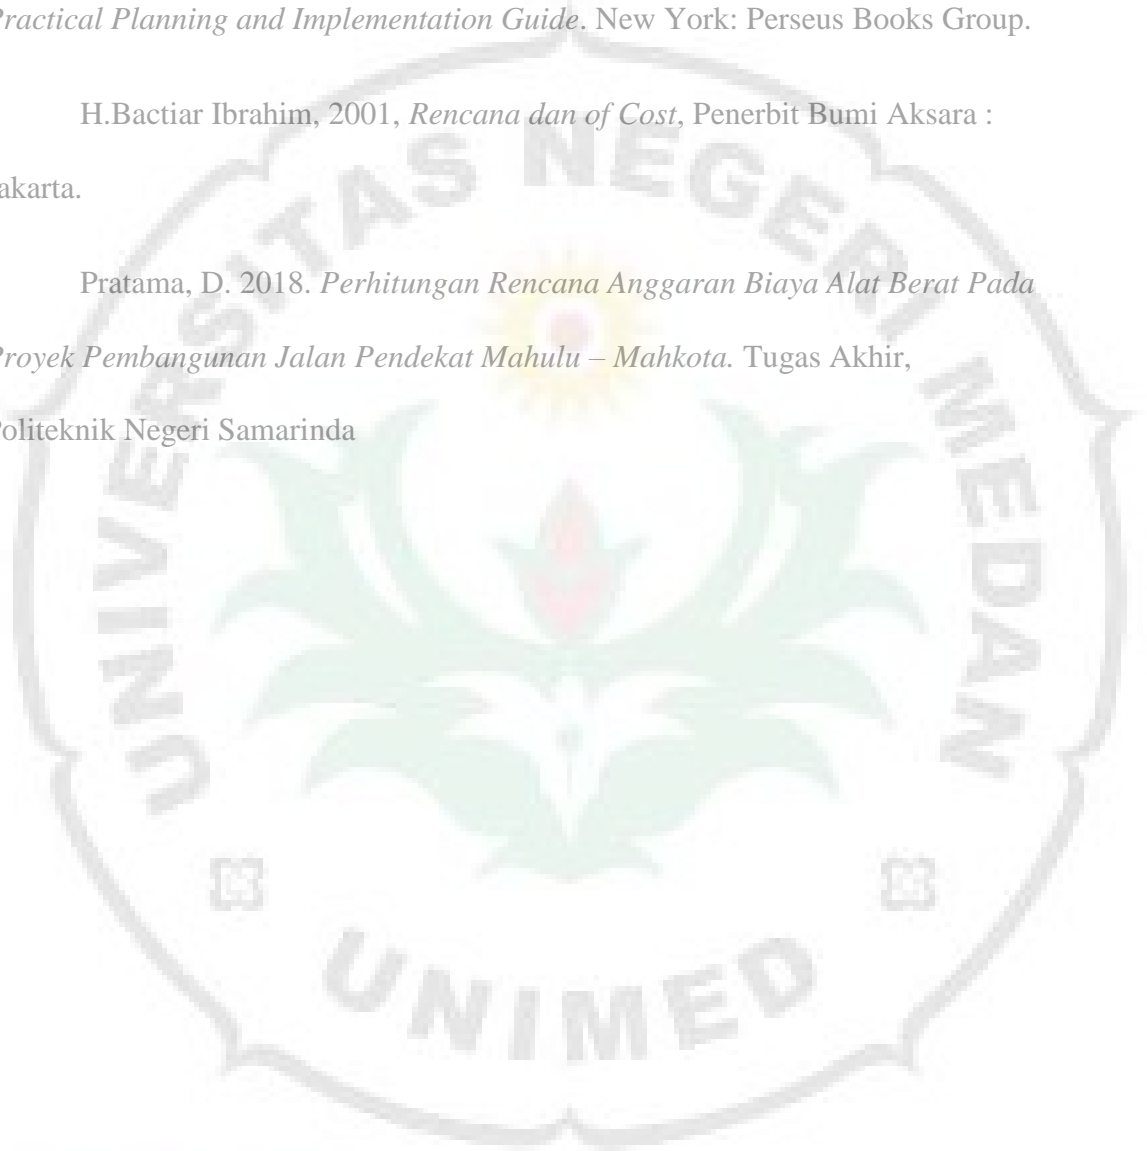 Practical Planning and Implementation Guide. New York: Perseus Books Group.
H.Bactiar Ibrahim, 2001, Rencana dan of Cost, Penerbit Bumi Aksara :
akarta.
Pratama, D. 2018. Perhitungan Rencana Anggaran Biaya Alat Berat Pada
Proyek Pembangunan Jalan Pendekat Mahulu – Mahkota. Tugas Akhir,
Politeknik Negeri Samarinda
UNIVERSITAS NEGERI MEDAN
UNIMED